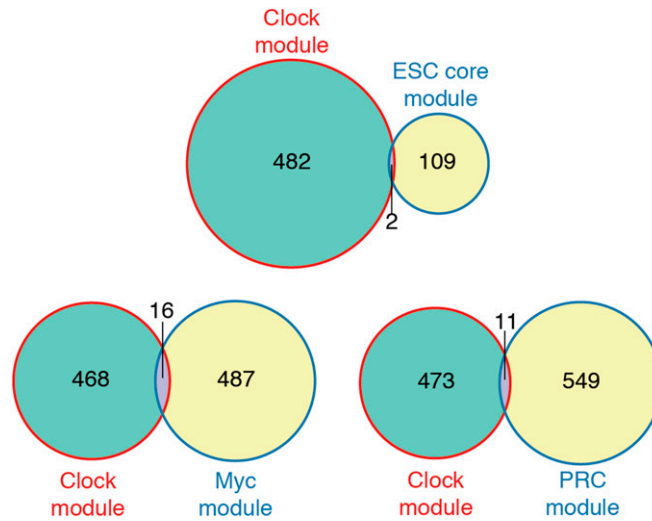 Clock
module
ESC core
module
482
109
2
16
468
487
Clock
module
Myc
module
11
473
549
Clock
module
PRC
module